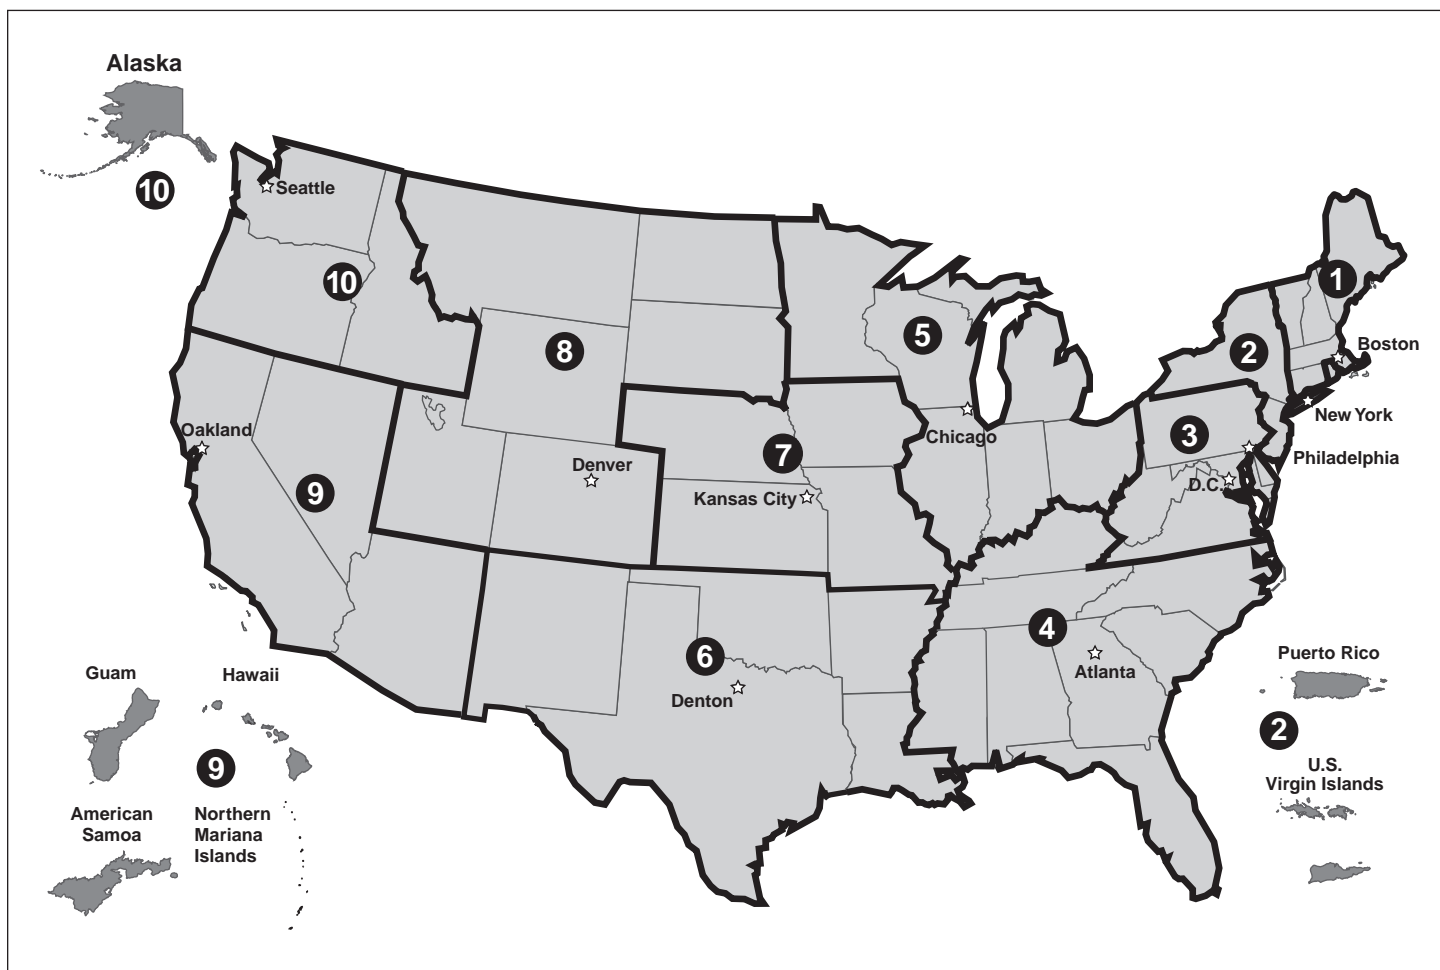 Alaska
10
Seattle
10
1
5
Boston
8
2
New York
Oakland
3
Chicago
7
Philadelphia
Denver
D.C.
9
Kansas City
4
6
Puerto Rico
Guam
Hawaii
Atlanta
Denton
2
9
U.S.
Virgin Islands
American
Samoa
Northern
Mariana
Islands